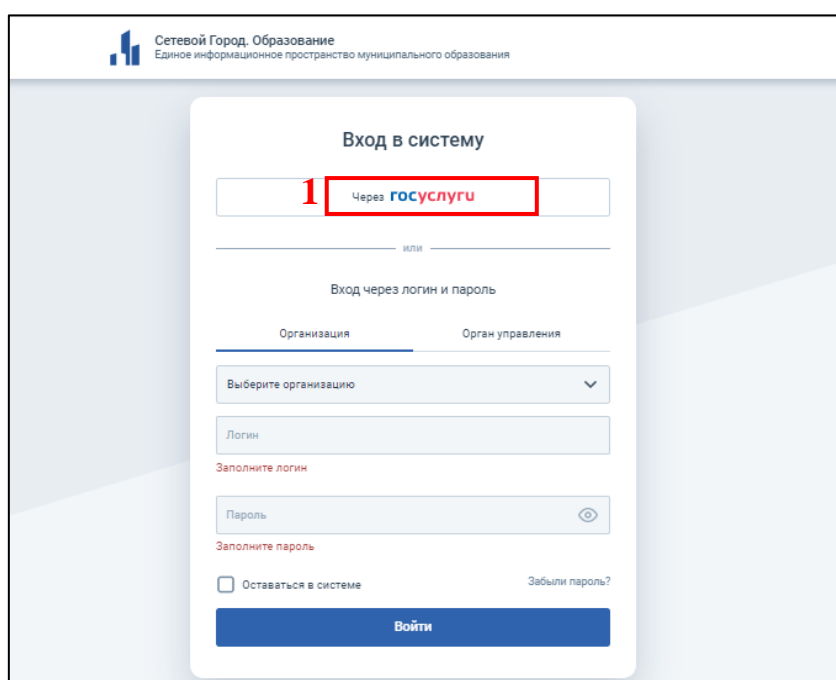 Сетевой Город. Образование
Единое информационное пространство муниципального образования
Вход в систему
1
Через госуслуги
или
Вход через логин и пароль
Организация Орган управления
Выберите организацию
Логин
Заполните логин
Пароль
Заполните пароль
Оставаться в системе Забыли пароль?
Войти